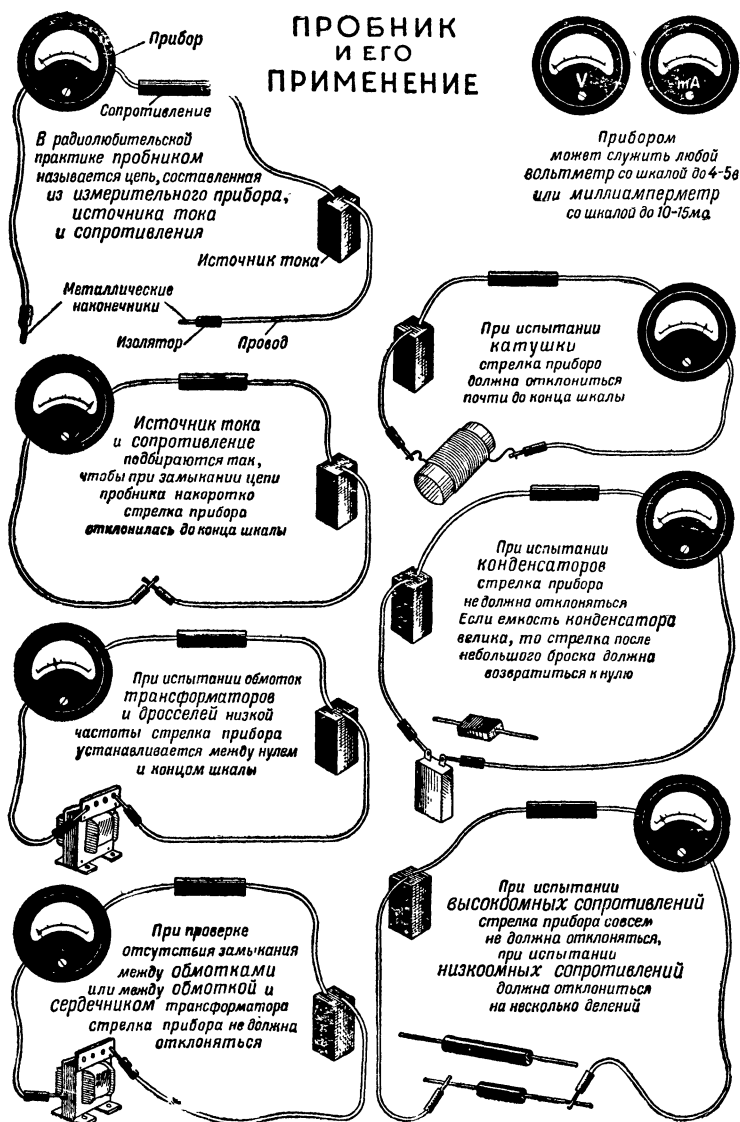 ПРОБНИК
И ЕГО
ПРИМЕНЕНИЕ
Прибор
Сопротивление
В радиолюбительской
практике пробником
называется цепь, составленная
из измерительного прибора,
источника тока
и сопротивления
Источник тока
Металлические
наконечники
Изолятор
Провод
V
mA
Прибором
может служить любой
вольтметр со шкалой до 4-5в
или миллиамперметр
со шкалой до 10-15ма
Источник тока
и сопротивление
подбираются так,
чтобы при замыкании цепи
пробника накоротко
стрелка прибора
отклонилась до конца шкалы
При испытании обмоток
трансформаторов
и дросселей низкой
частоты стрелка прибора
устанавливается между нулем
и концом шкалы
При проверке
отсутствия замыкания
между обмотками
или между обмоткой и
сердечником трансформатора
стрелка прибора не должна
отклоняться
При испытании
катушки
стрелка прибора
должна отклониться
почти до конца шкалы
При испытании
конденсаторов
стрелка прибора
не должна отклоняться
Если емкость конденсатора
велика, то стрелка после
небольшого броска должна
возвратиться к нулю
При испытании
высокоомных сопротивлений
стрелка прибора совсем
не должна отклоняться,
при испытании
низкоомных сопротивлений
должна отклониться
на несколько делений